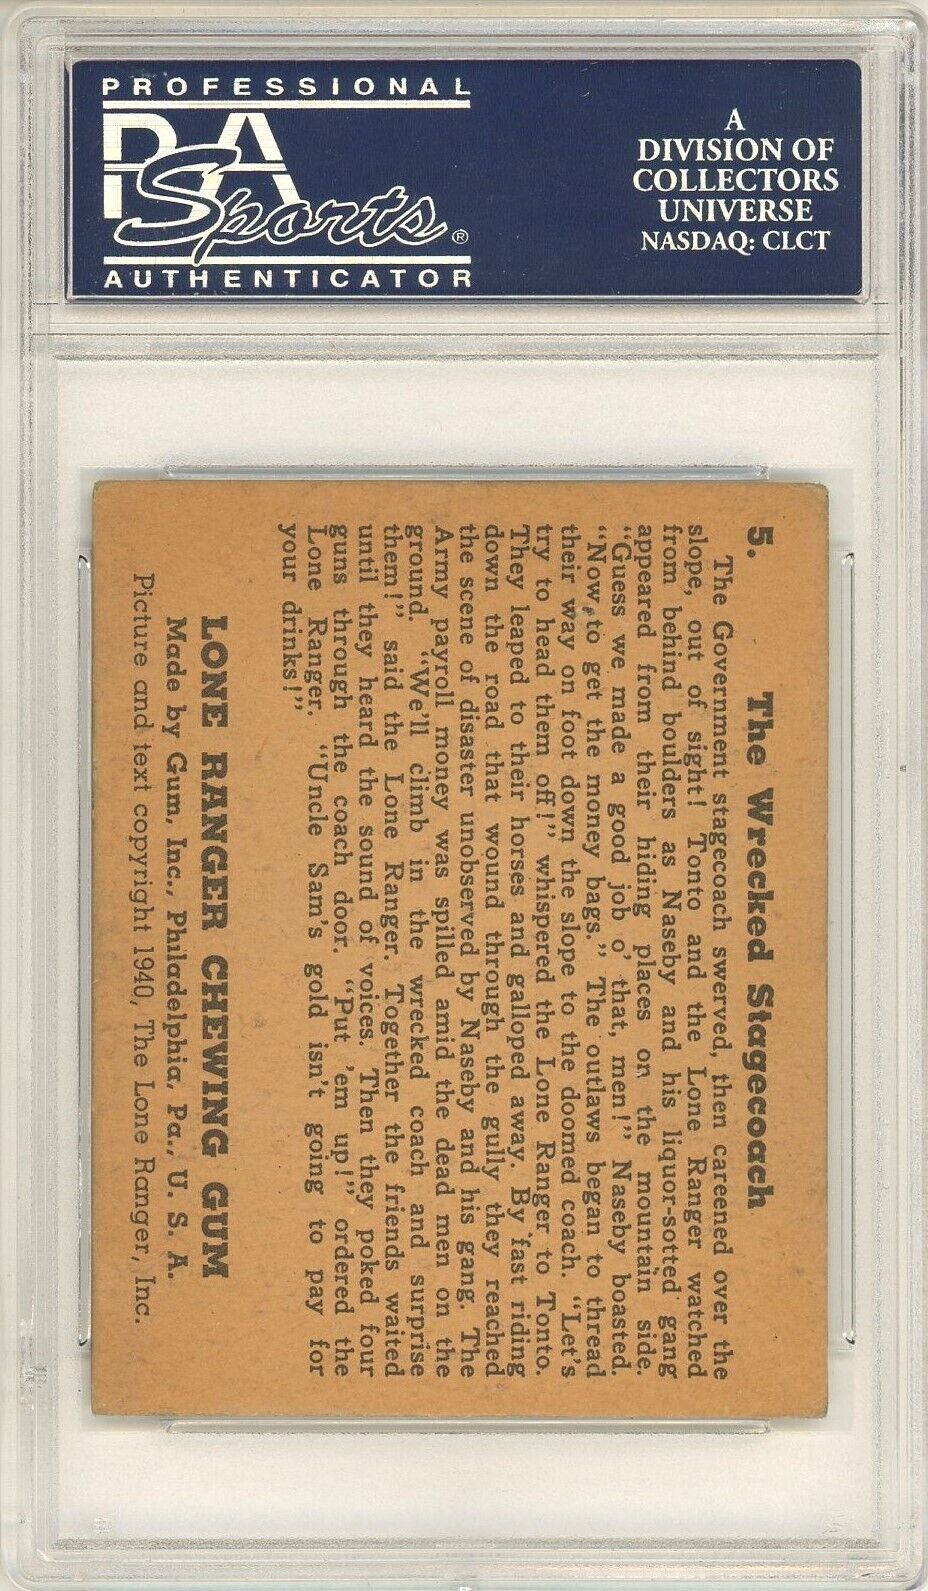 PROFESSIONAL
PSA
Sports®
AUTHENTICATOR
A
DIVISION OF
COLLECTORS
UNIVERSE
NASDAQ: CLCT
5. The Wrecked Stagecoach
The Government stagecoach swerved, then careened over the
slope, out of sight! Tonto and the Lone Ranger watched
from behind boulders as Naseby and his liquor-sotted gang
appeared from their hiding places on the mountain side.
"Guess we made a good job o' that, men!" Naseby boasted.
"Now, to get the money bags." The outlaws began to thread
their way on foot down the slope to the doomed coach. "Let's
try to head them off!" whispered the Lone Ranger to Tonto.
They leaped to their horses and galloped away. By fast riding
down the road that wound through the gully they reached
the scene of disaster unobserved by Naseby and his gang. The
Army payroll money was spilled amid the dead men on the
ground. "We'll climb in the wrecked coach and surprise
them!" said the Lone Ranger. Together the friends waited
until they heard the sound of voices. Then they poked four
guns through the coach door. "Put 'em up!" ordered the
Lone Ranger. "Uncle Sam's gold isn't going to pay for
your drinks!"
LONE RANGER CHEWING GUM
Made by Gum, Inc., Philadelphia, Pa., U. S. A.
Picture and text copyright 1940, The Lone Ranger, Inc.